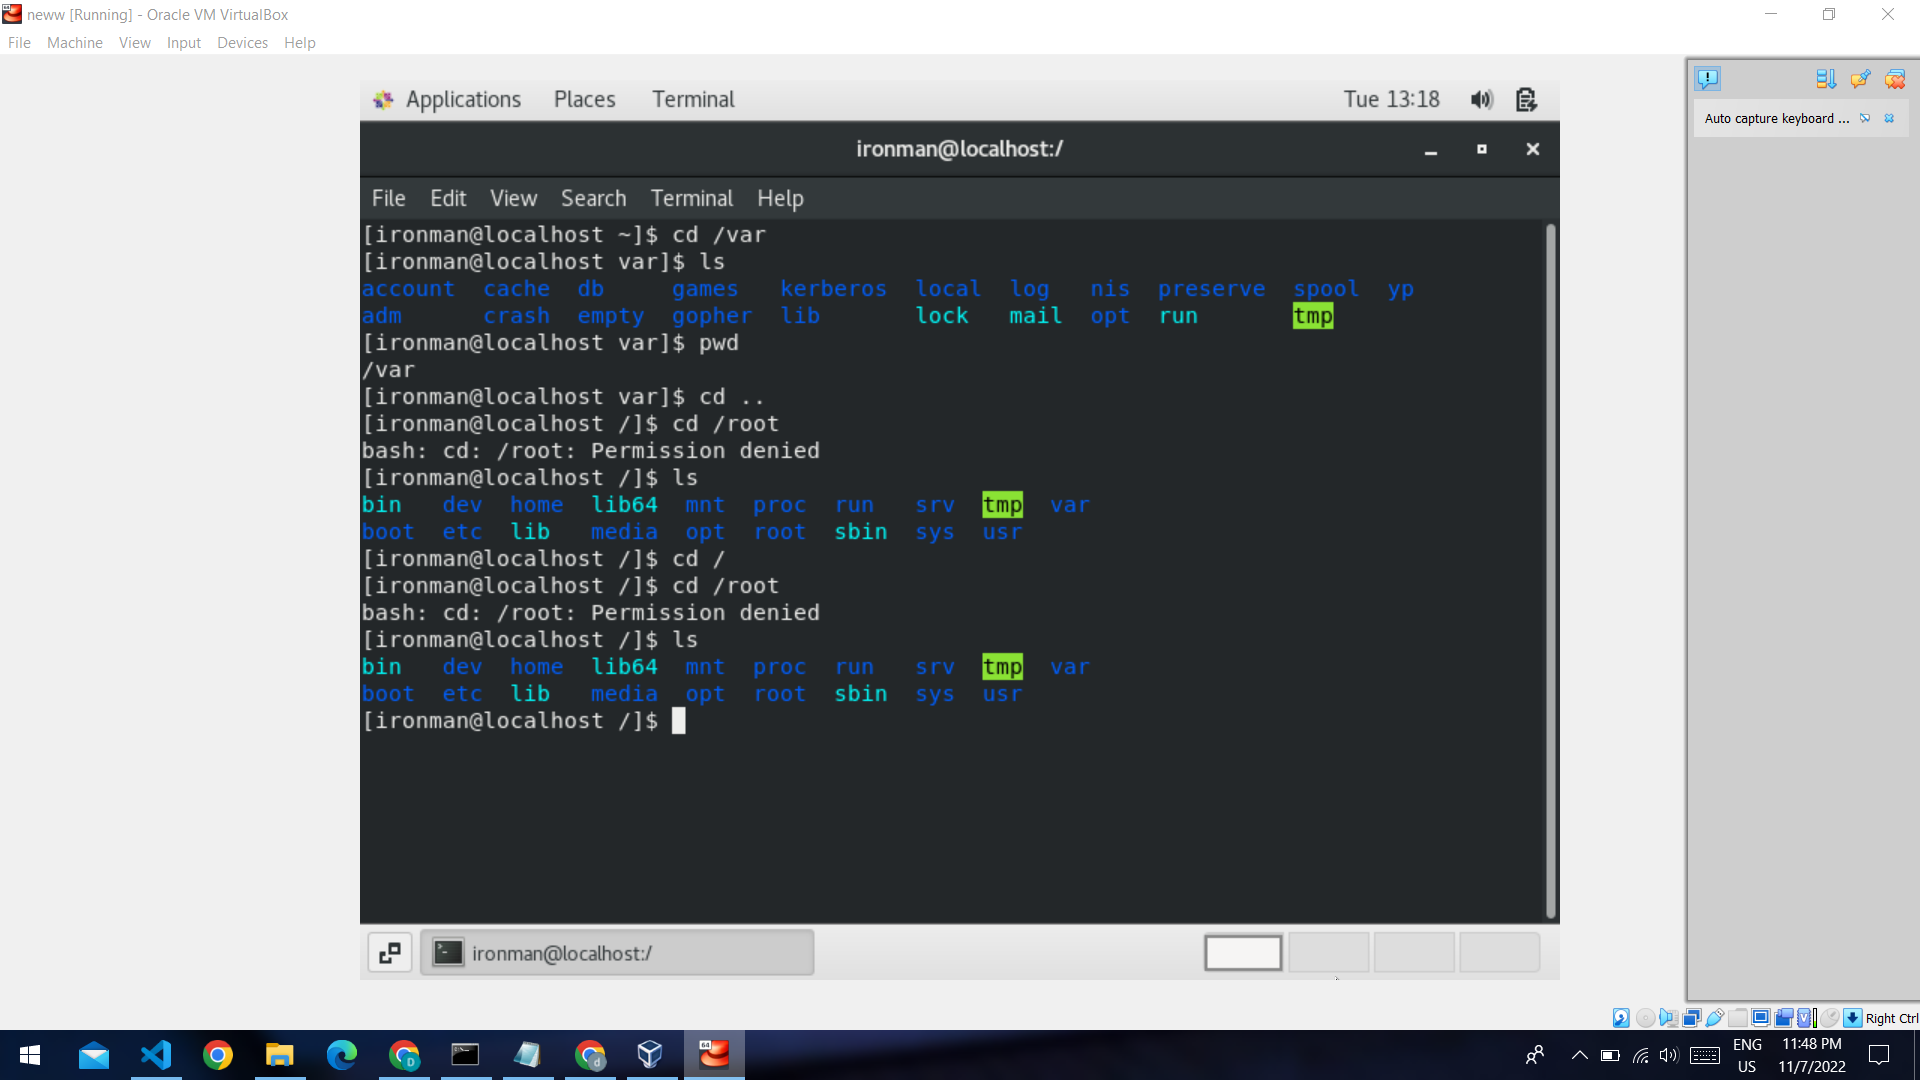 neww [Running] - Oracle VM VirtualBox
File Machine View Input Devices Help
Applications Places Terminal Tue 13:18
ironman@localhost:/
File Edit View Search Terminal Help
[ironman@localhost ~]$ cd /var
[ironman@localhost var]$ ls
account cache db games kerberos local log nis preserve spool yp
adm crash empty gopher lib lock mail opt run tmp
[ironman@localhost var]$ pwd
/var
[ironman@localhost var]$ cd ..
[ironman@localhost /]$ cd /root
bash: cd: /root: Permission denied
[ironman@localhost /]$ ls
bin dev home lib64 mnt proc run srv tmp var
boot etc lib media opt root sbin sys usr
[ironman@localhost /]$ cd /
[ironman@localhost /]$ cd /root
bash: cd: /root: Permission denied
[ironman@localhost /]$ ls
bin dev home lib64 mnt proc run srv tmp var
boot etc lib media opt root sbin sys usr
[ironman@localhost /]$
ironman@localhost:/
Auto capture keyboard ...
Right Ctrl
ENG
US
11:48 PM
11/7/2022